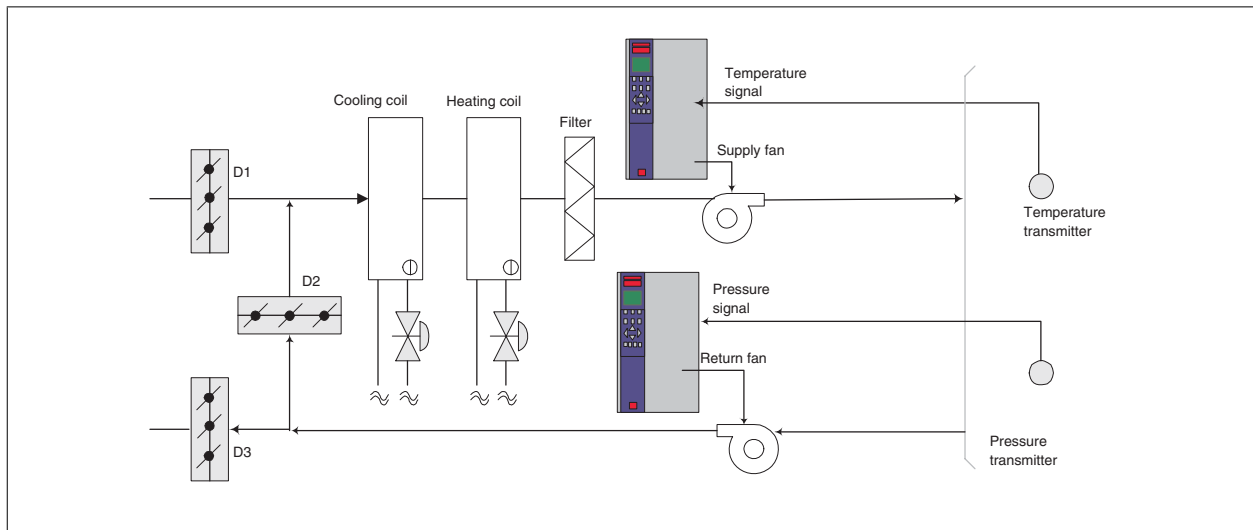 Cooling coil
Heating coil
Filter
Temperature
signal
Supply fan
D1
Temperature
transmitter
D2
Pressure
signal
Return fan
D3
Pressure
transmitter